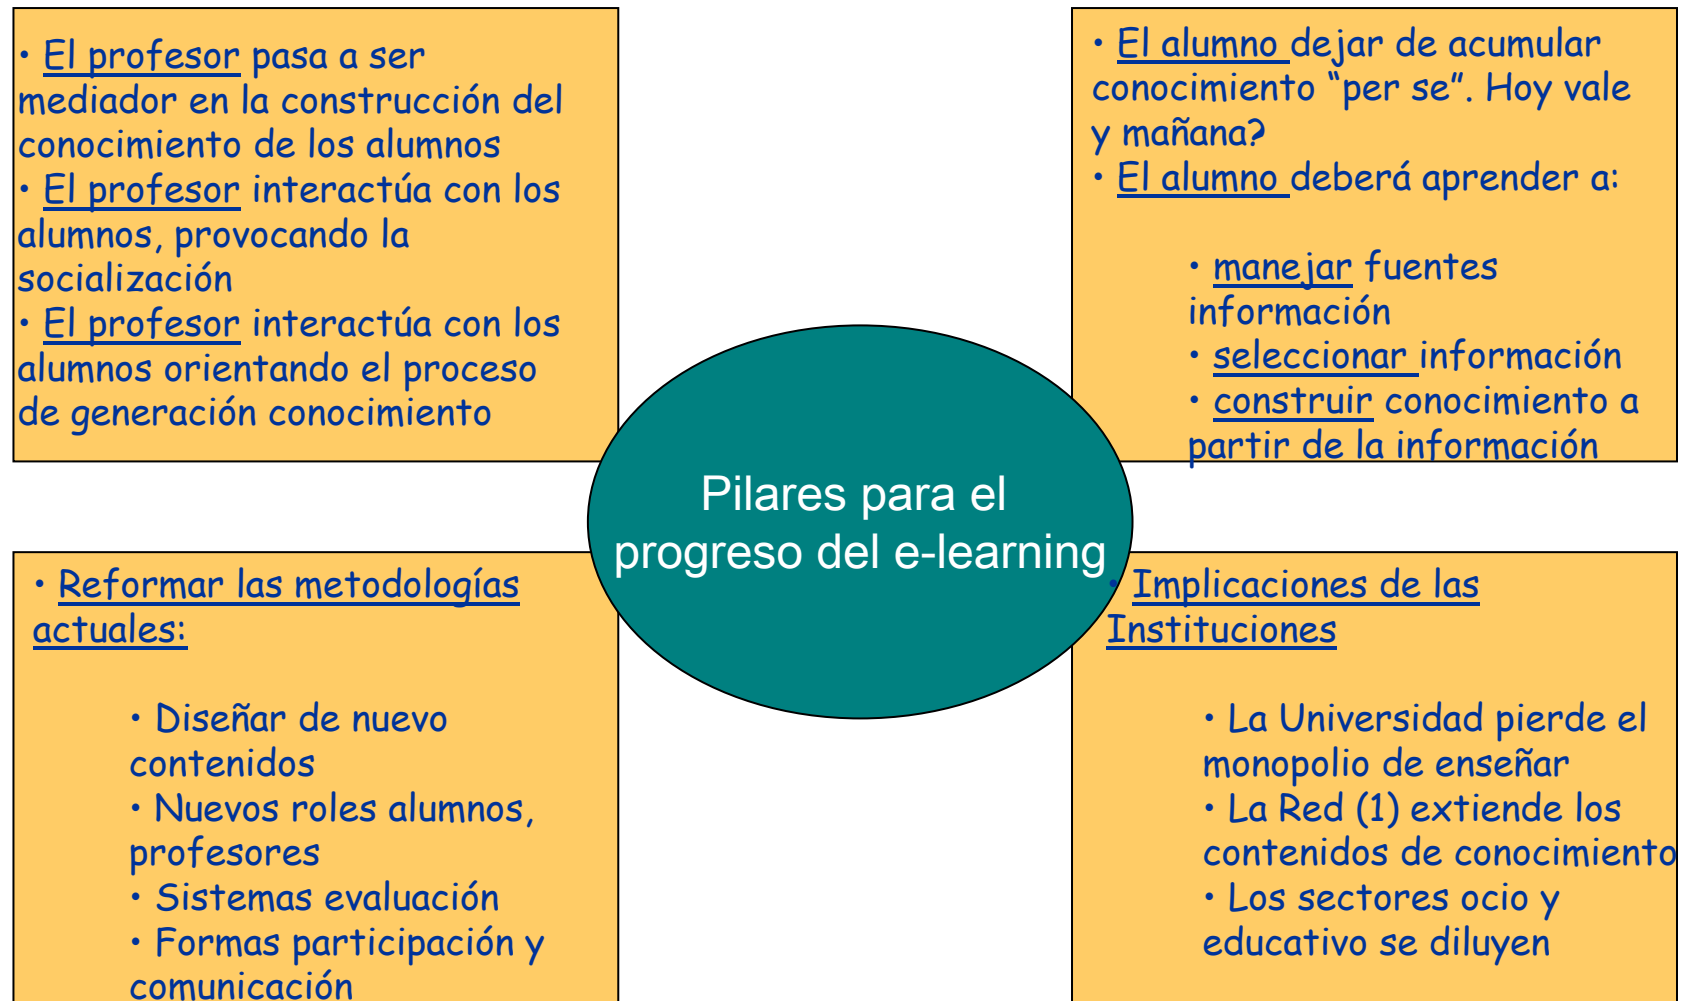 • El profesor pasa a ser
mediador en la construcción del
conocimiento de los alumnos
• El profesor interactúa con los
alumnos, provocando la
socialización
• El profesor interactúa con los
alumnos orientando el proceso
de generación conocimiento
• El alumno dejar de acumular
conocimiento “per se”. Hoy vale
y mañana?
• El alumno deberá aprender a:
• manejar fuentes
información
• seleccionar información
• construir conocimiento a
partir de la información
Pilares para el
progreso del e-learning
• Reformar las metodologías
actuales:
• Diseñar de nuevo
contenidos
• Nuevos roles alumnos,
profesores
• Sistemas evaluación
• Formas participación y
comunicación
• Implicaciones de las
Instituciones
• La Universidad pierde el
monopolio de enseñar
• La Red (1) extiende los
contenidos de conocimiento
• Los sectores ocio y
educativo se diluyen